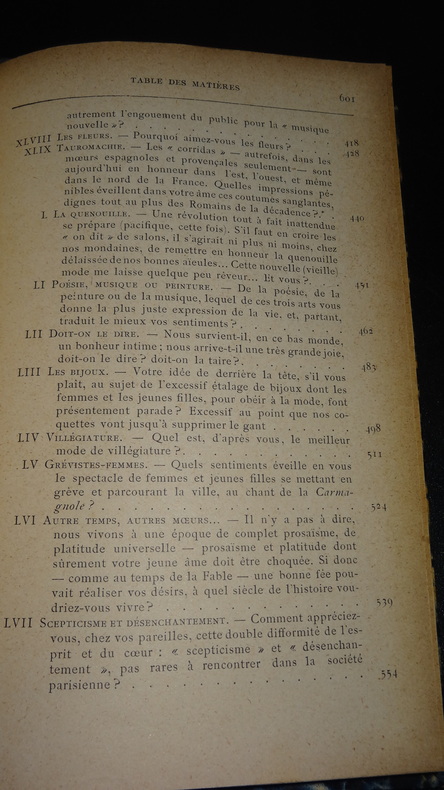 TABLE DES MATIÈRES
601
autrement l'engouement du public pour la « musique
nouvelle » ? . . . . . . . . . . . 418
XLVIII LES FLEURS. — Pourquoi aimez-vous les fleurs ? . . 428
XLIX TAUROMACHIE. — Les « corridas » — autrefois, dans les
mœurs espagnoles et provençales seulement — sont
aujourd'hui en honneur dans l'est, l'ouest, et même
dans le nord de la France. Quelles impressions pé-
nibles éveillent dans votre âme ces coutumes sanglantes,
dignes tout au plus des Romains de la décadence ? . . 440
L LA QUENOUILLE. — Une révolution tout à fait inattendue
se prépare (pacifique, cette fois). S'il faut en croire les
« on dit » de salons, il s'agirait ni plus ni moins, chez
nos mondaines, de remettre en honneur la quenouille
délaissée de nos bonnes aïeules... Cette nouvelle (vieille)
mode me laisse quelque peu rêveur... Et vous ? . . 451
LI POÉSIE, MUSIQUE OU PEINTURE. — De la poésie, de la
peinture ou de la musique, lequel de ces trois arts vous
donne la plus juste expression de la vie, et, partant,
traduit le mieux vos sentiments ? . . . . . . 462
LII DOIT-ON LE DIRE. — Nous survient-il, en ce bas monde,
un bonheur intime ; nous arrive-t-il une très grande joie,
doit-on le dire ? doit-on la taire ? . . . . . .
LIII LES BIJOUX. — Votre idée de derrière la tête, s'il vous
plaît, au sujet de l'excessif étalage de bijoux dont les
femmes et les jeunes filles, pour obéir à la mode, font
présentement parade ? Excessif au point que nos co-
quettes vont jusqu'à supprimer le gant . . . . . 498
LIV VILLÉGIATURE. — Quel est, d'après vous, le meilleur
mode de villégiature ? . . . . . . . . . 511
LV GRÉVISTES-FEMMES. — Quels sentiments éveille en vous
le spectacle de femmes et jeunes filles se mettant en
grève et parcourant la ville, au chant de la Carma-
gnole ? . . . . . . . . . . . . . 524
LVI AUTRE TEMPS, AUTRES MŒURS... — Il n'y a pas à dire,
nous vivons à une époque de complet prosaïsme, de
platitude universelle — prosaïsme et platitude dont
sûrement votre jeune âme doit être choquée. Si donc
— comme au temps de la Fable — une bonne fée pou-
vait réaliser vos désirs, à quel siècle de l'histoire vou-
driez-vous vivre ? . . . . . . . . . . 539
LVII SCEPTICISME ET DÉSENCHANTEMENT. — Comment appréciez-
vous, chez vos pareilles, cette double difformité de l'es-
prit et du cœur : « scepticisme » et « désenchan-
tement », pas rares à rencontrer dans la société
parisienne ? . . . . . . . . . . . . 554